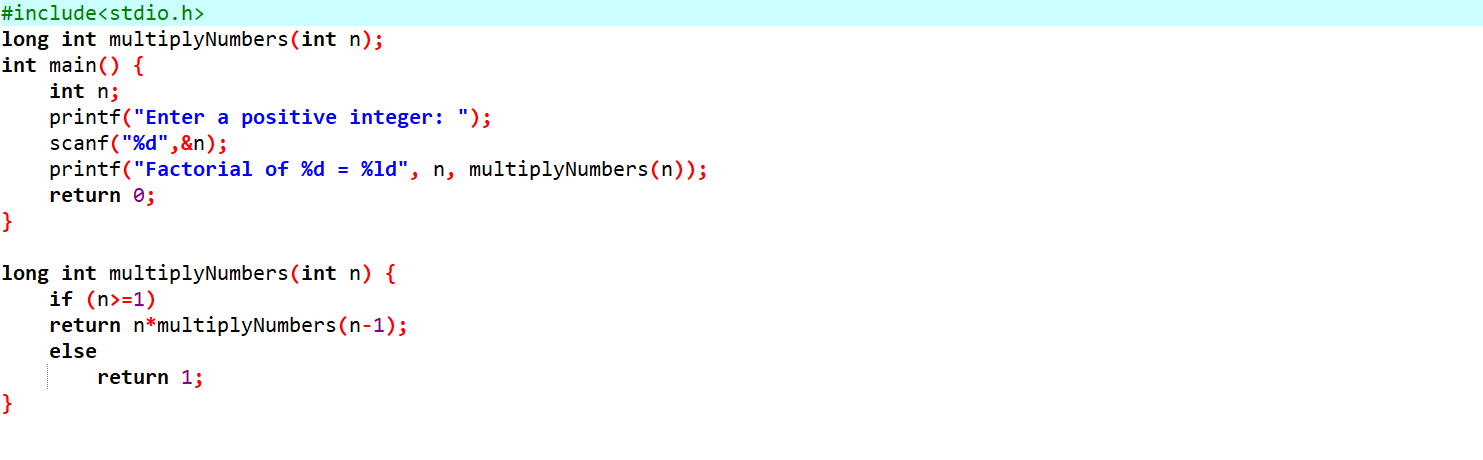 #include<stdio.h>
long int multiplyNumbers(int n);
int main() {
    int n;
    printf("Enter a positive integer: ");
    scanf("%d",&n);
    printf("Factorial of %d = %ld", n, multiplyNumbers(n));
    return 0;
}

long int multiplyNumbers(int n) {
    if (n>=1)
    return n*multiplyNumbers(n-1);
    else
        return 1;
}